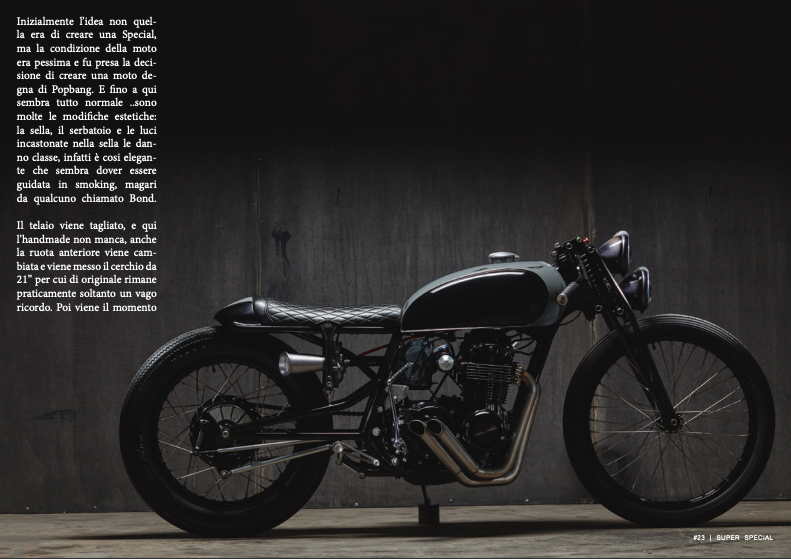 Inizialmente l'idea non quel-
la era di creare una Special,
ma la condizione della moto
era pessima e fu presa la deci-
sione di creare una moto de-
gna di Popbang. E fino a qui
sembra tutto normale ..sono
molte le modifiche estetiche:
la sella, il serbatoio e le luci
incastonate nella sella le dan-
no classe, infatti è cosi elegan-
te che sembra dover essere
guidata in smoking, magari
da qualcuno chiamato Bond.
Il telaio viene tagliato, e qui
l'handmade non manca, anche
la ruota anteriore viene cam-
biata e viene messo il cerchio da
21” per cui di originale rimane
praticamente soltanto un vago
ricordo. Poi viene il momento
#23 | SUPER SPECIAL